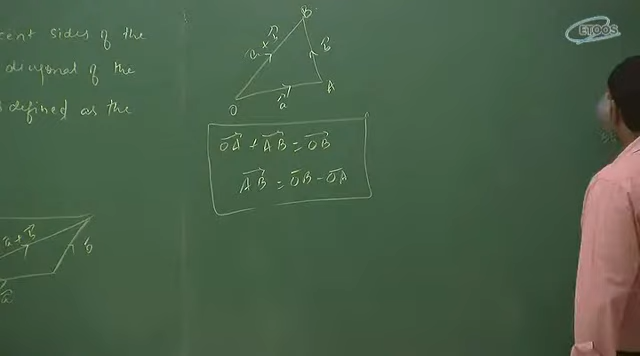 cent sides of the
diagonal of the
defined as the
a + b
b
a
B
a + b
b
O
a
A
OA + AB = OB
AB = OB - OA
ETOOS